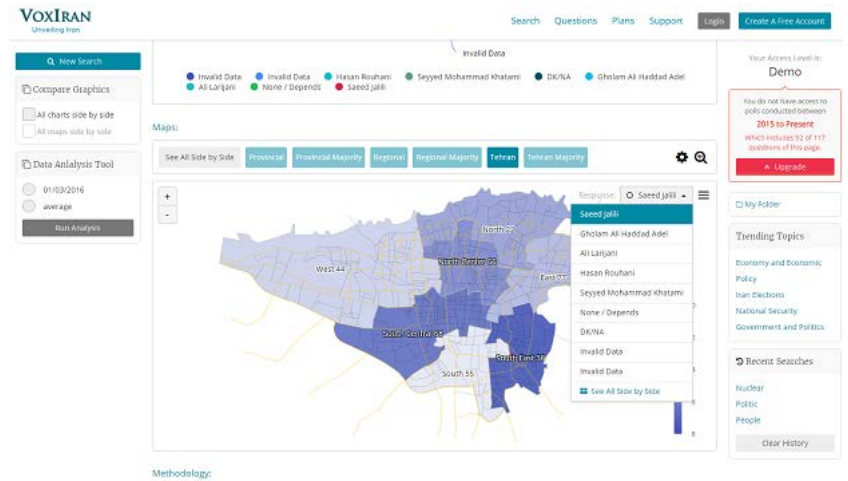 VOXIRAN
Unveiling Iran
Search Questions Plans Support Login Create A Free Account
New Search
Compare Graphics
All charts side by side
All maps side by side
Data Anlalysis Tool
01/03/2016
average
Run Analysis
Invalid Data
Invalid Data Invalid Data Hasan Rouhani Seyyed Mohammad Khatami DK/NA Gholam Ali Haddad Adel
Ali Larijani None / Depends Saeed Jalili
Maps:
See All Side by Side Provincial Provincial Majority Regional Regional Majority Tehran Tehran Majority
+
-
Response: Saeed Jalili
Saeed Jalili
Gholam Ali Haddad Adel
Ali Larijani
Hasan Rouhani
Seyyed Mohammad Khatami
None / Depends
DK/NA
Invalid Data
Invalid Data
See All Side by Side
North
North Center
West 44
East
South Central
South East
South 55
8
Methodology:
Your Access Level is:
Demo
You do not have access to
polls conducted between
2015 to Present
Which includes 92 of 117
questions of this page.
Upgrade
My Folder
Trending Topics
Economy and Economic
Policy
Iran Elections
National Security
Government and Politics
Recent Searches
Nuclear
Politic
People
Clear History